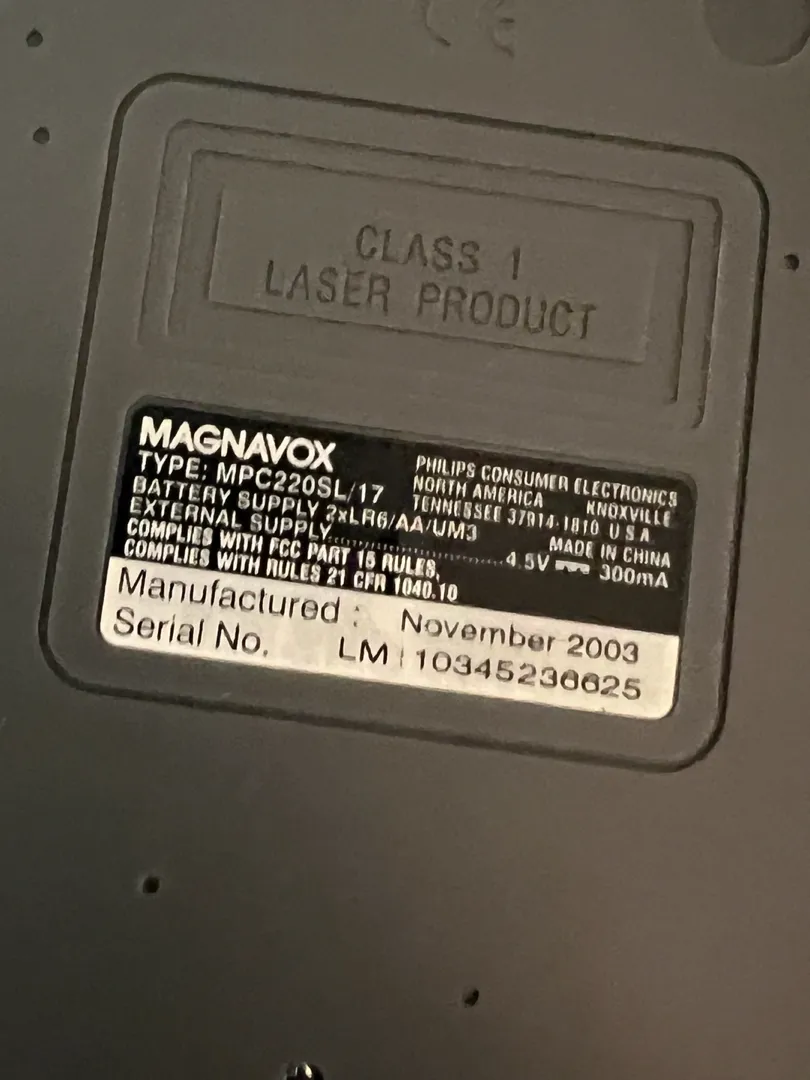 CE
CLASS 1
LASER PRODUCT
MAGNAVOX
TYPE: MPC220SL/17
BATTERY SUPPLY 2xLR6/AA/UM3
EXTERNAL SUPPLY..............................4.5V 300mA
COMPLIES WITH FCC PART 15 RULES,
COMPLIES WITH RULES 21 CFR 1040.10
PHILIPS CONSUMER ELECTRONICS
NORTH AMERICA KNOXVILLE
TENNESSEE 37914-1810 U S A
MADE IN CHINA
Manufactured : November 2003
Serial No. LM 10345236625